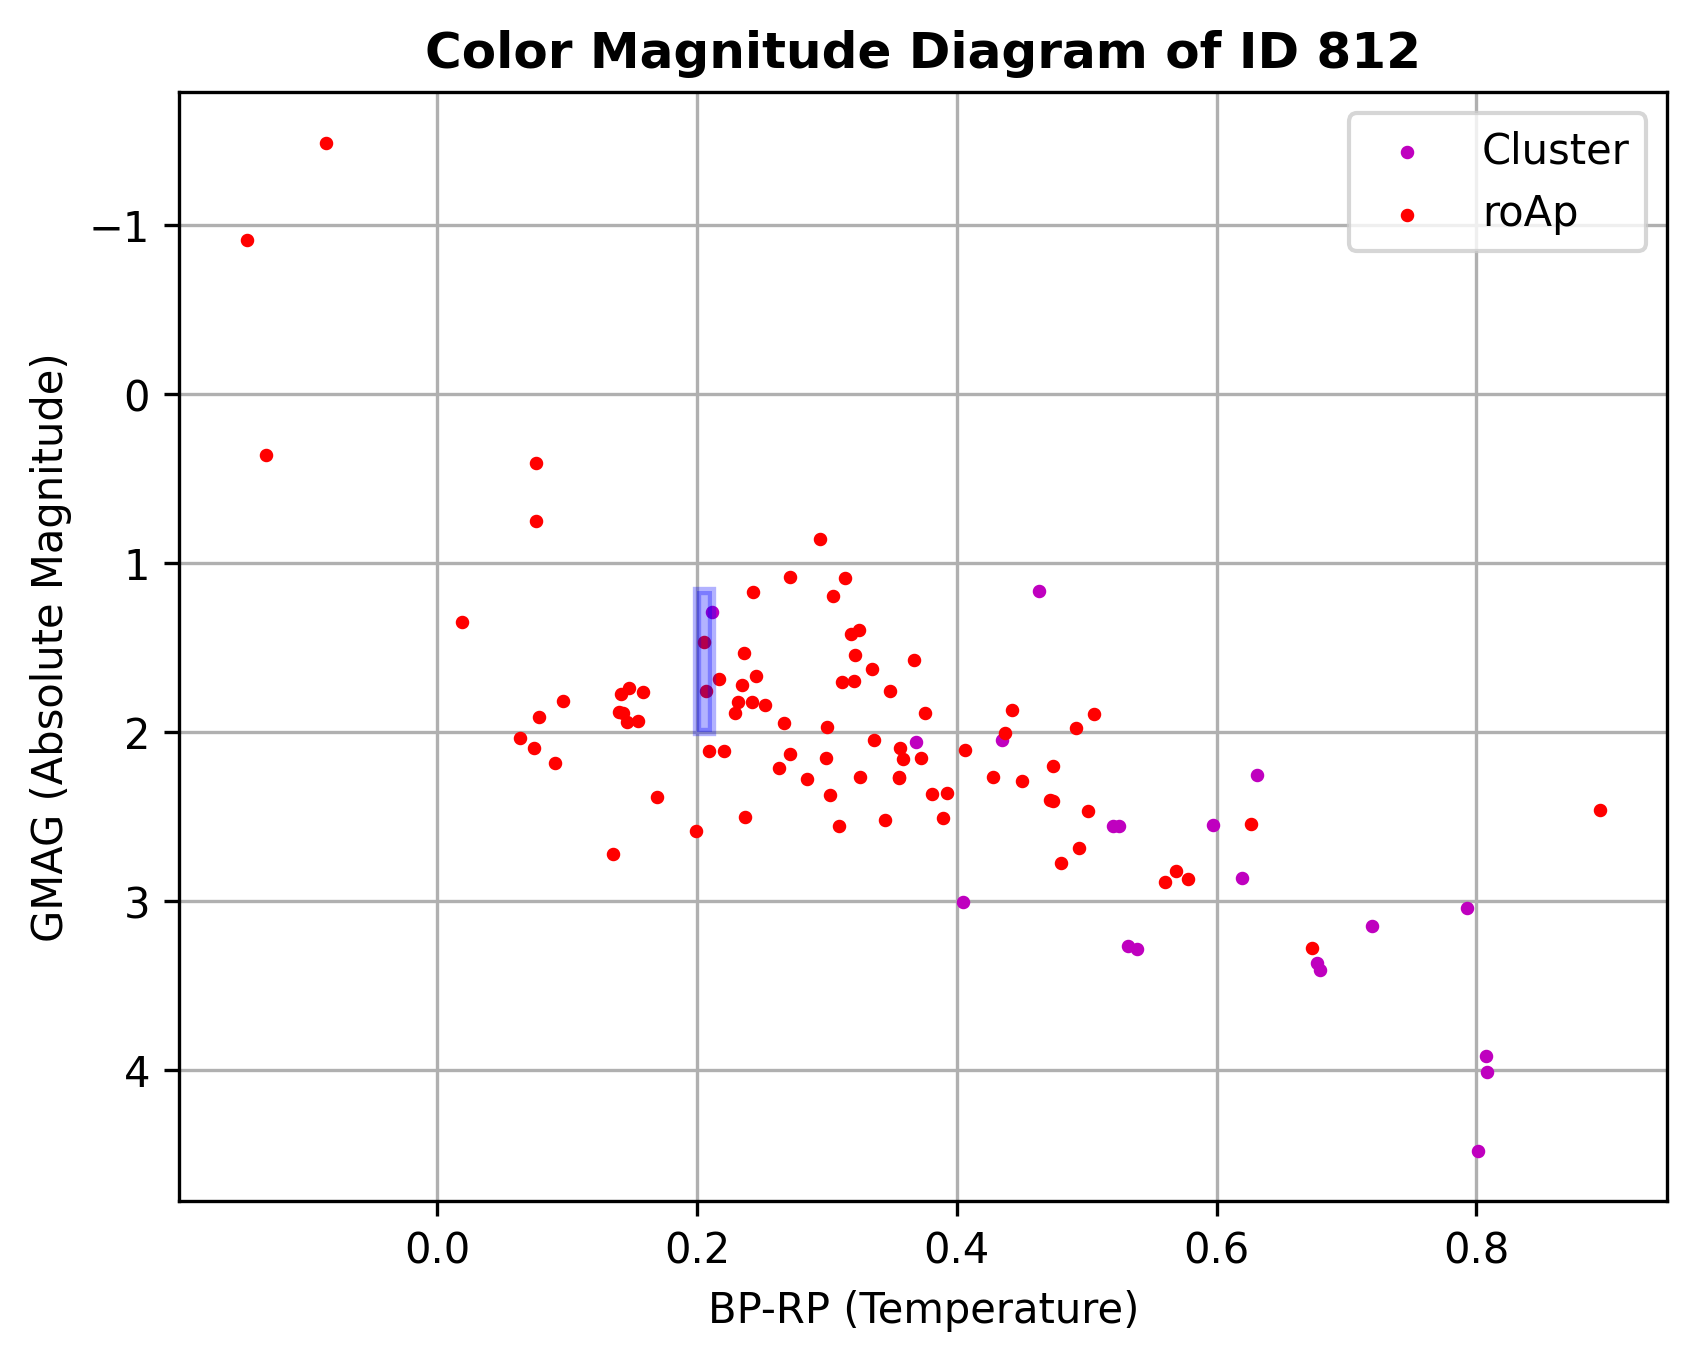 Color Magnitude Diagram of ID 812
Cluster
roAp
GMAG (Absolute Magnitude)
−1
0
1
2
3
4
0.0 0.2 0.4 0.6 0.8
BP-RP (Temperature)